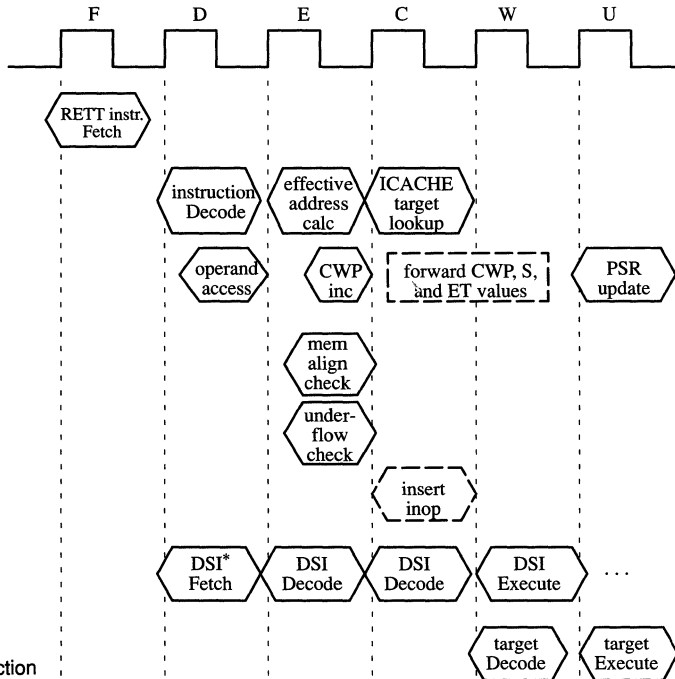 F D E C W U
RETT instr.
Fetch
instruction
Decode
effective
address
calc
ICACHE
target
lookup
operand
access
CWP
inc
forward CWP, S,
and ET values
PSR
update
mem
align
check
under-
flow
check
insert
inop
DSI*
Fetch
DSI
Decode
DSI
Decode
DSI
Execute
...
target
Decode
target
Execute
ction